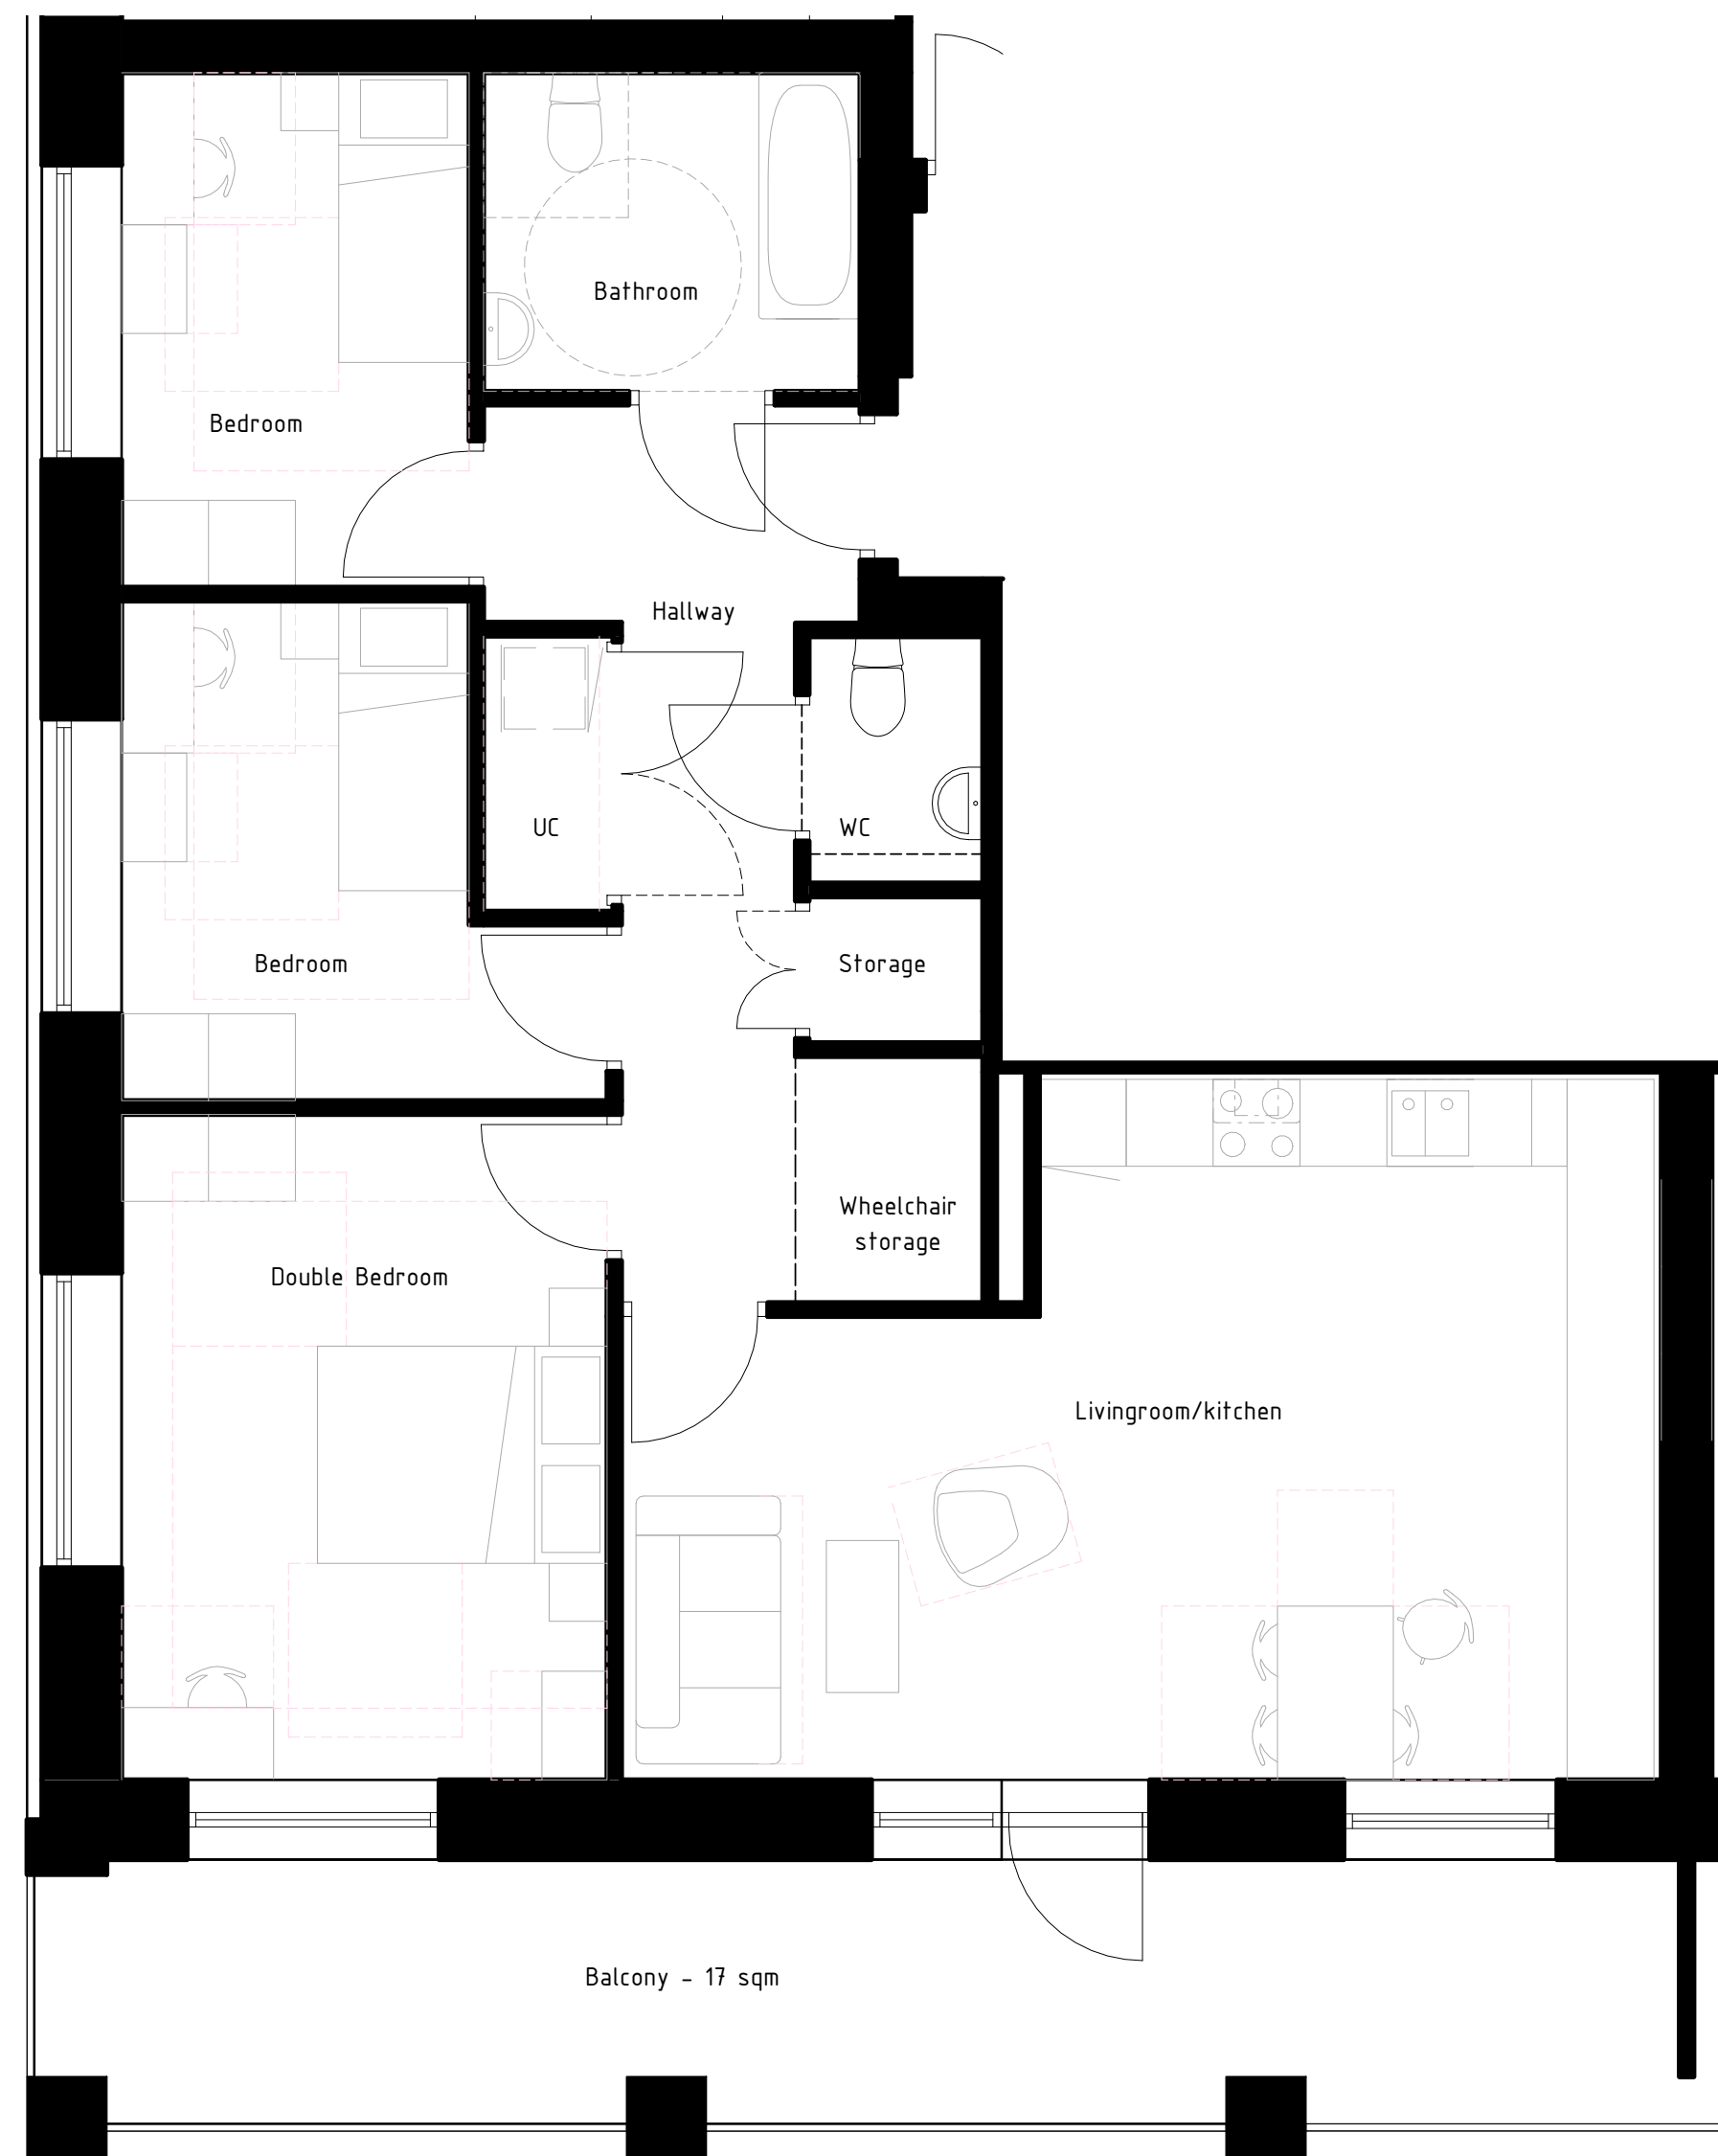 Bathroom
Bedroom
Hallway
UC
WC
Bedroom
Storage
Wheelchair
storage
Double Bedroom
Livingroom/kitchen
Balcony - 17 sqm